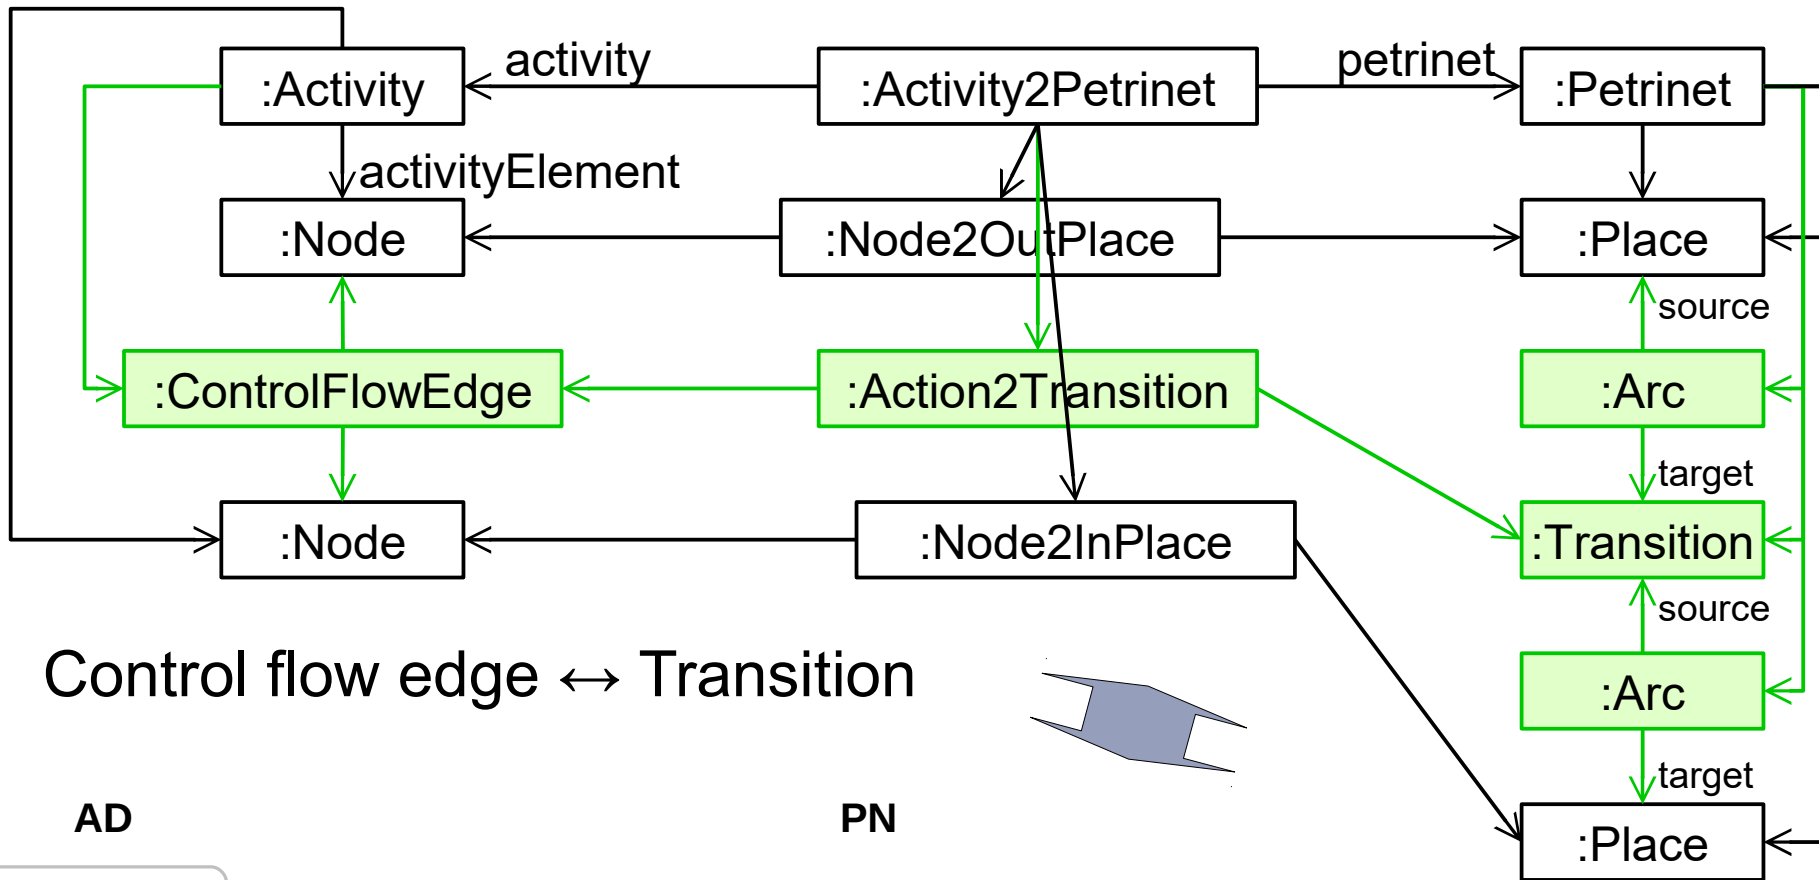 activity
petrinet
:Activity
:Activity2Petrinet
:Petrinet
activityElement
:Node
:Node2OutPlace
:Place
source
:ControlFlowEdge
:Action2Transition
:Arc
target
:Node
:Node2InPlace
:Transition
source
Control flow edge ↔ Transition
:Arc
target
AD
PN
:Place